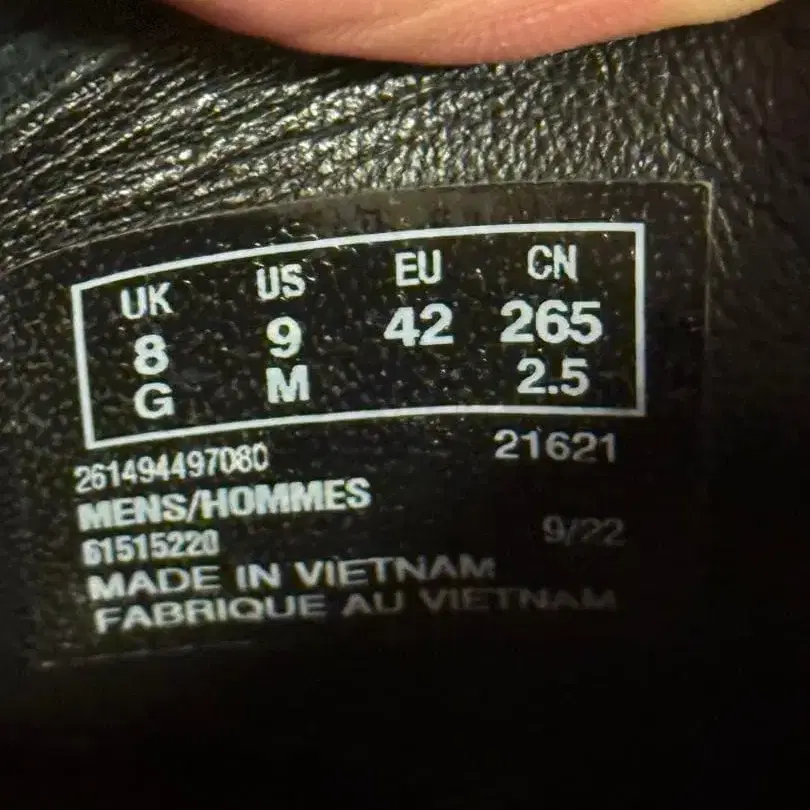 UK US EU CN
8 9 42 265
G M 2.5
261494497080 21621
MENS/HOMMES
61515220 9/22
MADE IN VIETNAM
FABRIQUE AU VIETNAM